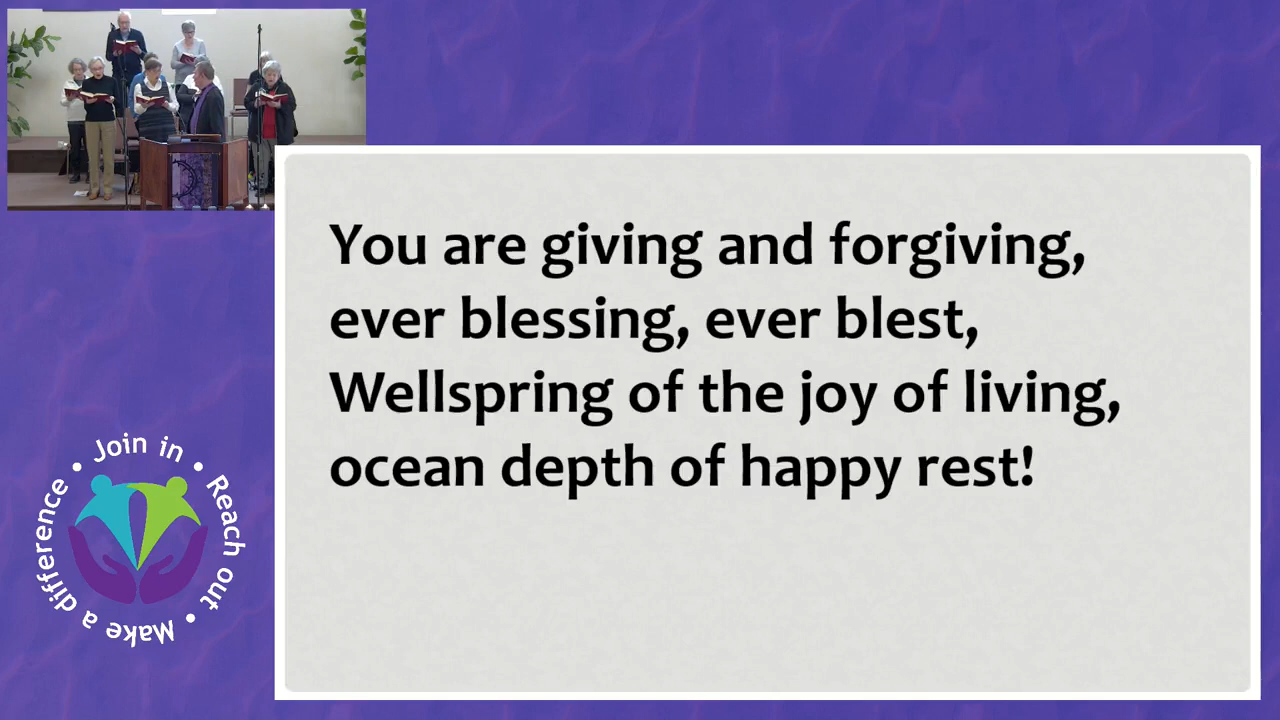 You are giving and forgiving,
ever blessing, ever blest,
Wellspring of the joy of living,
ocean depth of happy rest!
Join in • Reach out • Make a difference •